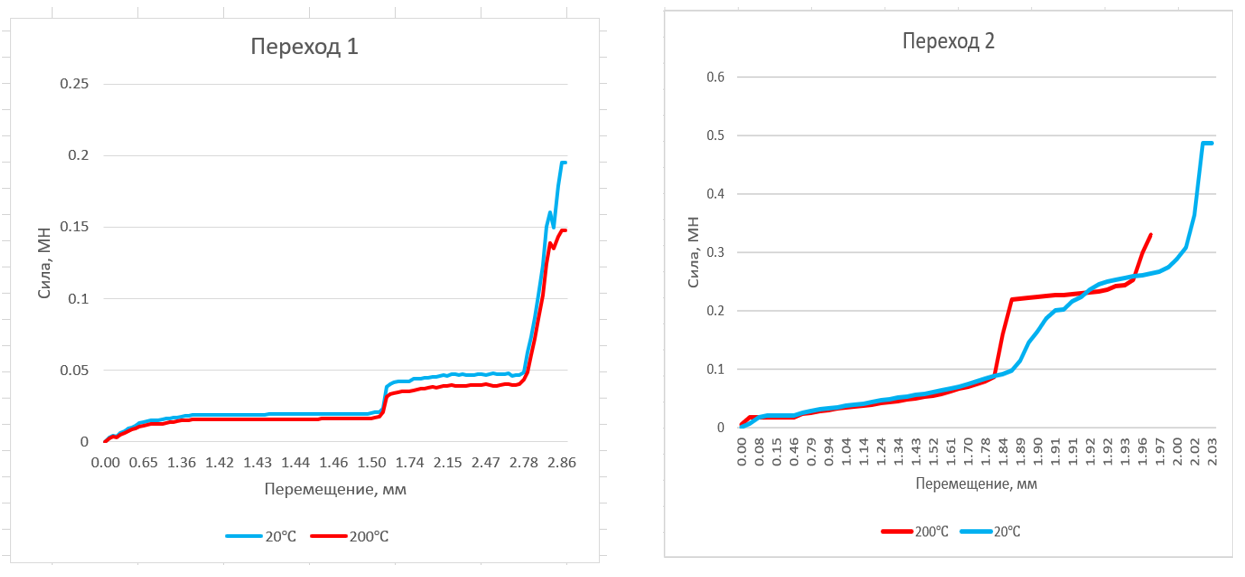 Переход 1
0.25
0.2
0.15
0.1
0.05
0
Сила, МН
0.00 0.65 1.36 1.42 1.43 1.44 1.46 1.50 1.74 2.15 2.47 2.78 2.86
Перемещение, мм
20°C 200°C
Переход 2
0.6
0.5
0.4
0.3
0.2
0.1
0
Сила, МН
0.00 0.08 0.15 0.46 0.79 0.94 1.04 1.14 1.24 1.34 1.43 1.52 1.61 1.70 1.78 1.84 1.89 1.90 1.91 1.91 1.92 1.93 1.96 1.97 2.00 2.02 2.03
Перемещение, мм
200°C 20°C